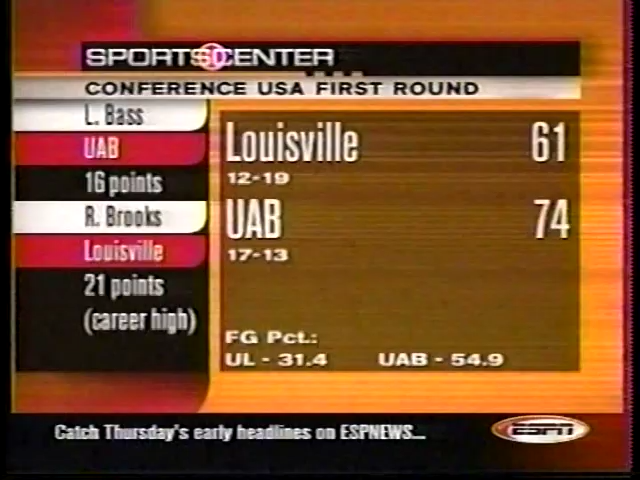 SPORTSCENTER
CONFERENCE USA FIRST ROUND
L. Bass
UAB
16 points
R. Brooks
Louisville
21 points
(career high)
Louisville 61
12-19
UAB 74
17-13
FG Pct.:
UL - 31.4 UAB - 54.9
Catch Thursday's early headlines on ESPNEWS...
ESPN